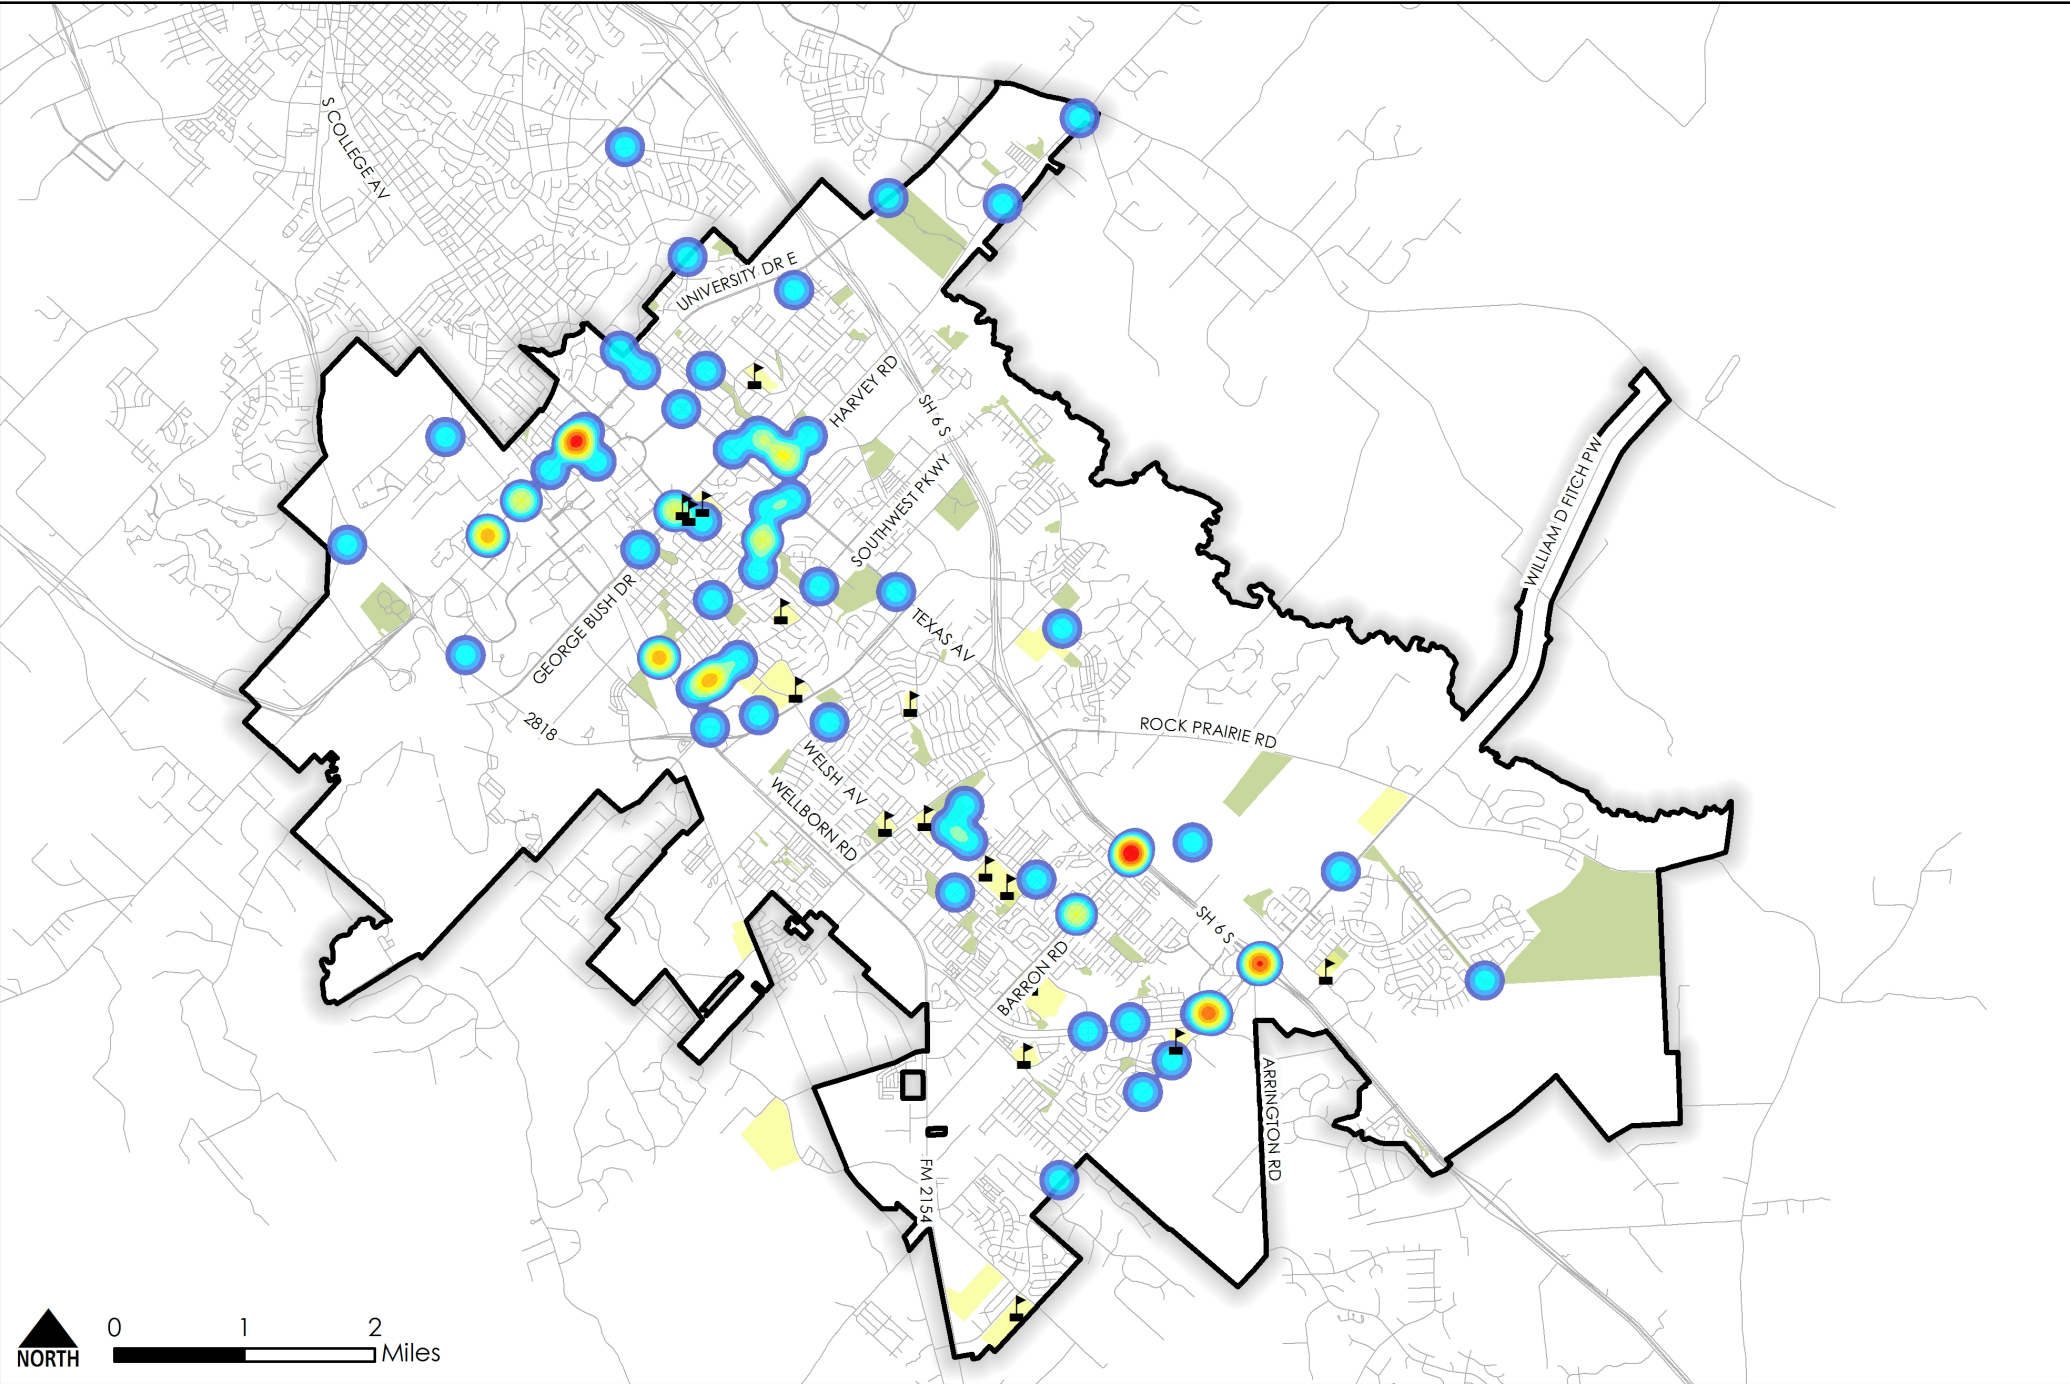 S COLLEGE AV
UNIVERSITY DR E
HARVEY RD
SH 6 S
SOUTHWEST PKWY
WILLIAM D FITCH PW
GEORGE BUSH DR
TEXAS AV
2818
ROCK PRAIRIE RD
WELSH AV
WELLBORN RD
SH 6 S
BARRON RD
ARRINGTON RD
FM 2154
0 1 2
Miles
NORTH